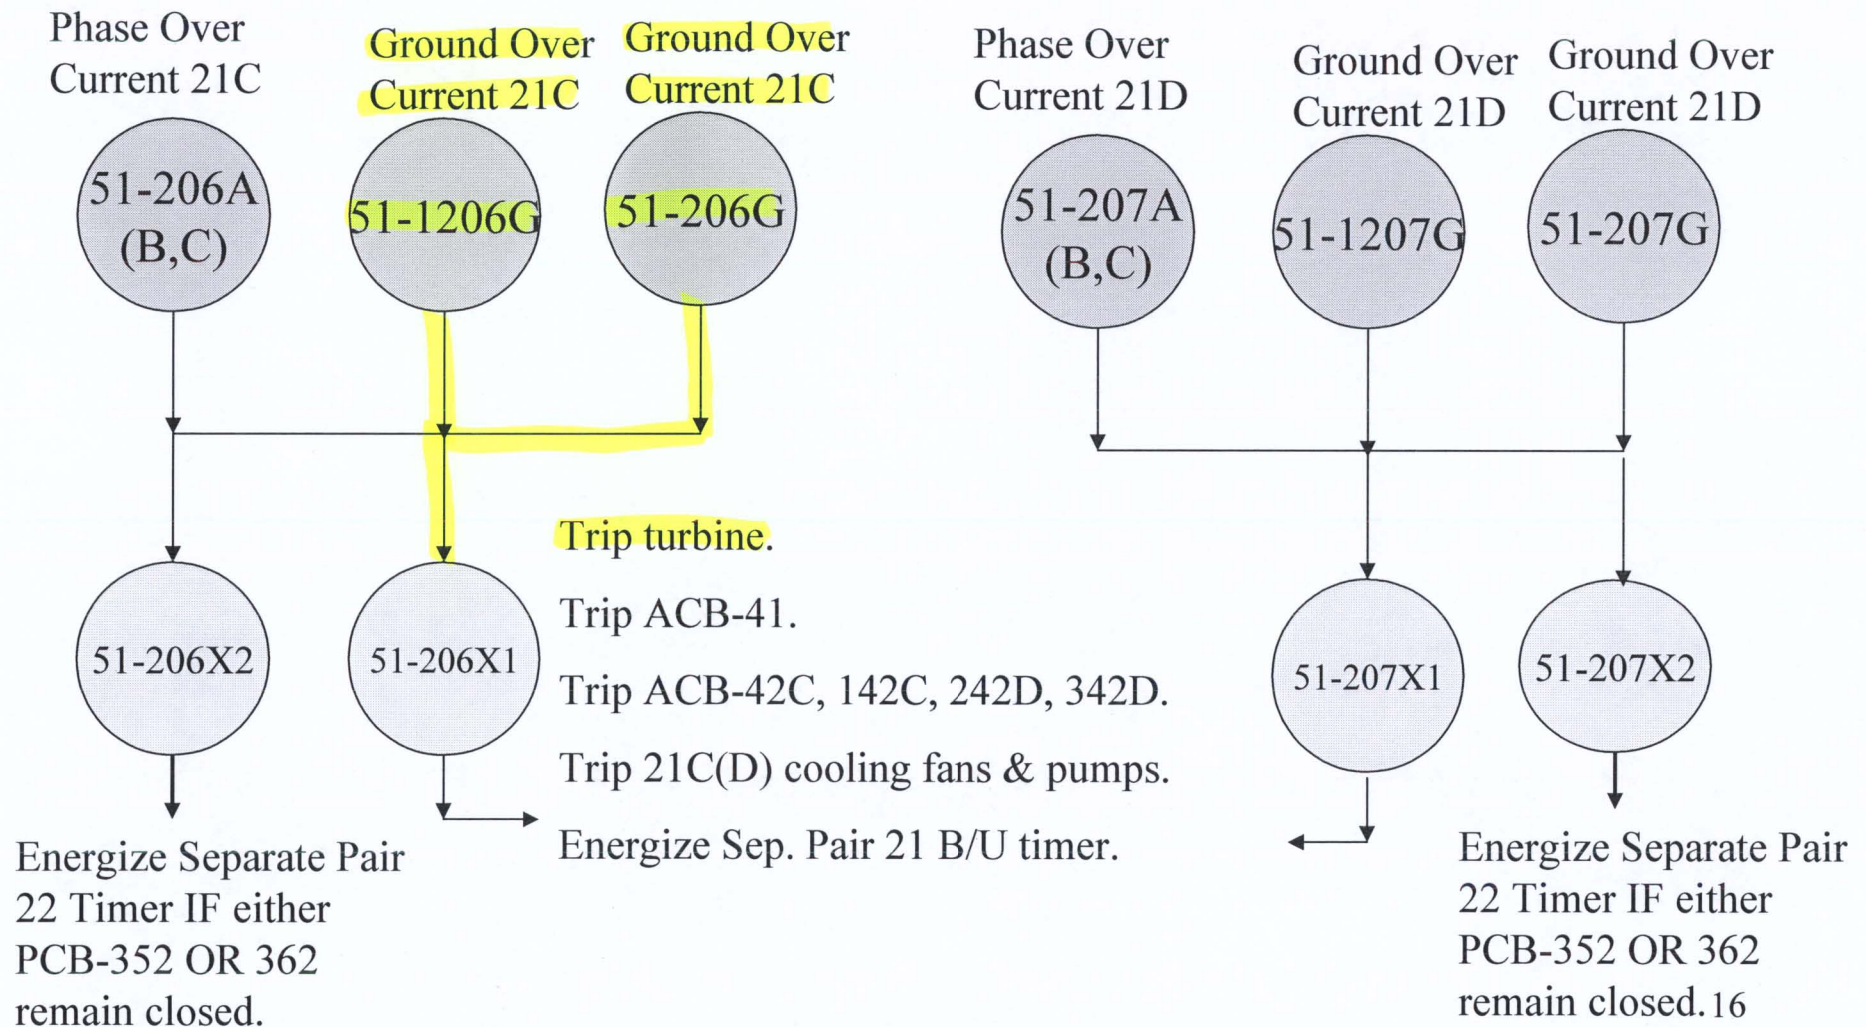 Phase Over
Current 21C
Ground Over
Current 21C
Ground Over
Current 21C
Phase Over
Current 21D
Ground Over
Current 21D
Ground Over
Current 21D
51-206A
(B,C)
51-1206G
51-206G
51-207A
(B,C)
51-1207G
51-207G
Trip turbine.
Trip ACB-41.
Trip ACB-42C, 142C, 242D, 342D.
Trip 21C(D) cooling fans & pumps.
Energize Sep. Pair 21 B/U timer.
51-206X2
51-206X1
51-207X1
51-207X2
Energize Separate Pair
22 Timer IF either
PCB-352 OR 362
remain closed.
Energize Separate Pair
22 Timer IF either
PCB-352 OR 362
remain closed.
16